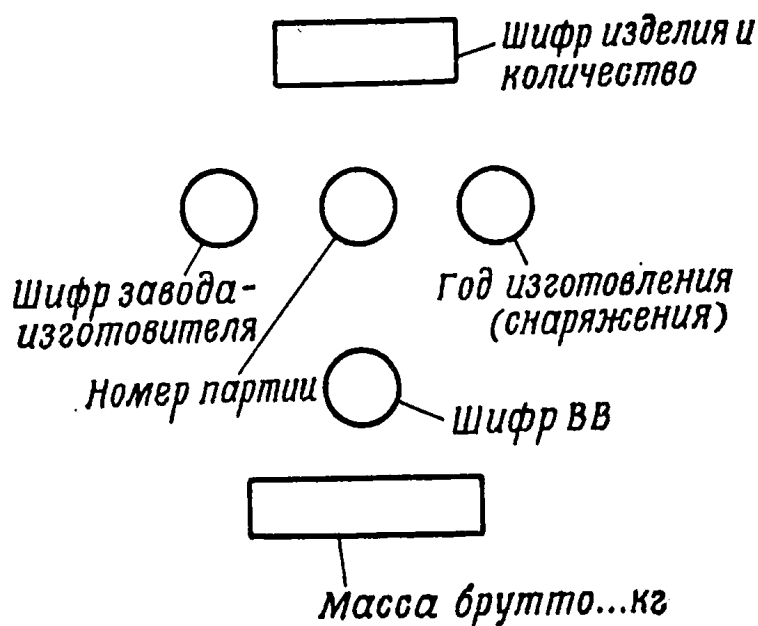 Шифр изделия и
количество
Шифр завода-
изготовителя
Год изготовления
(снаряжения)
Номер партии
Шифр ВВ
Масса брутто...кг